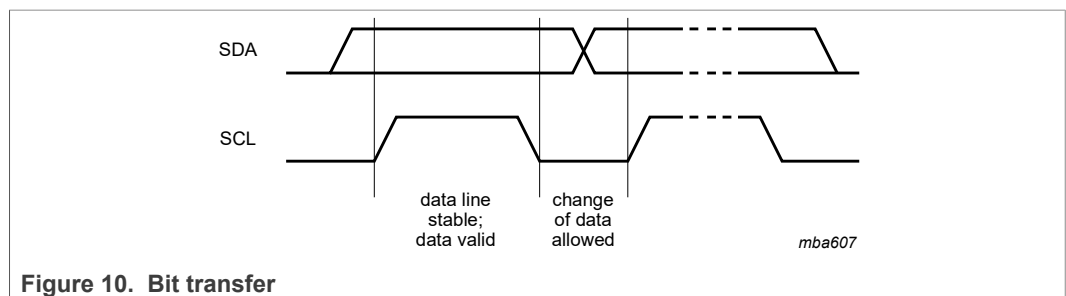 SDA
SCL
data line
stable;
data valid
change
of data
allowed
mba607
Figure 10. Bit transfer